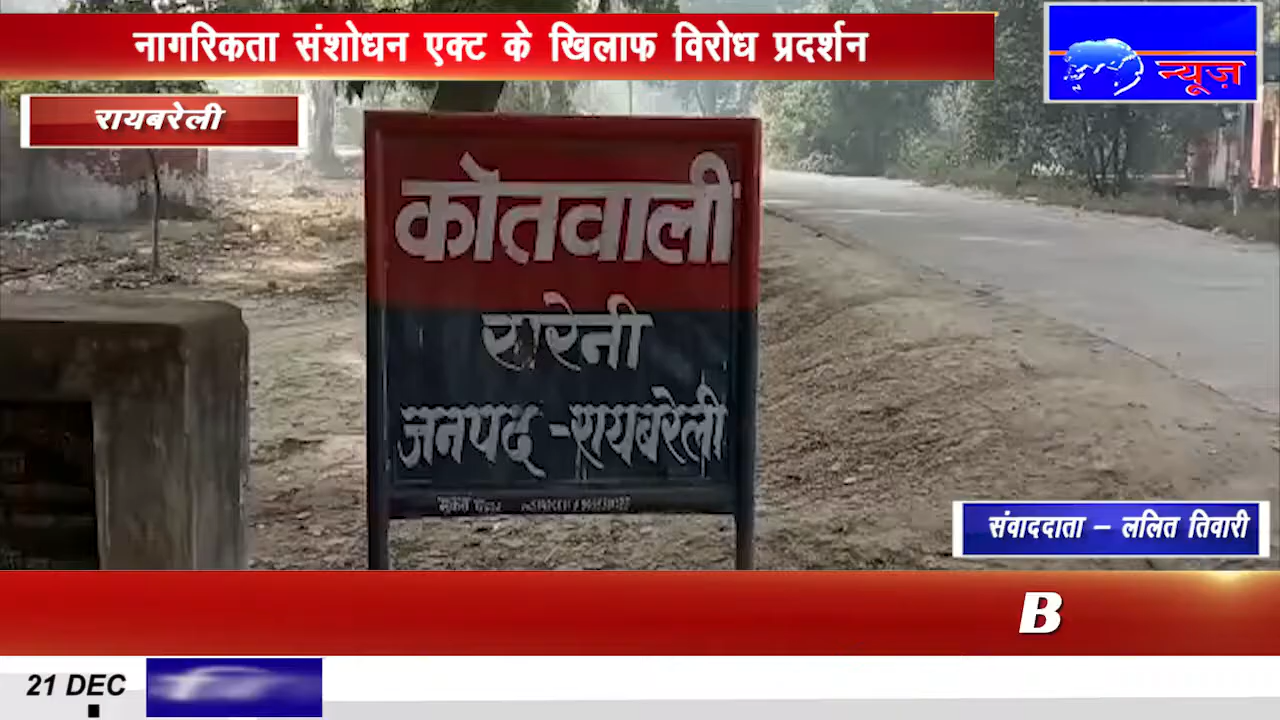 नागरिकता संशोधन एक्ट के खिलाफ विरोध प्रदर्शन
न्यूज़
रायबरेली
कोतवाली
सरेनी
जनपद - रायबरेली
संवाददाता – ललित तिवारी
B
21 DEC